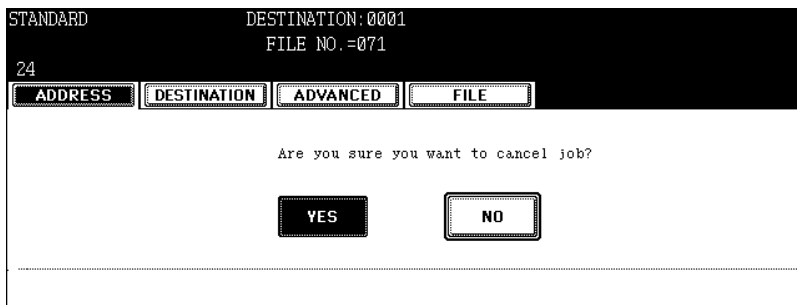 STANDARD DESTINATION:0001
FILE NO.=071
24
ADDRESS DESTINATION ADVANCED FILE
Are you sure you want to cancel job?
YES NO